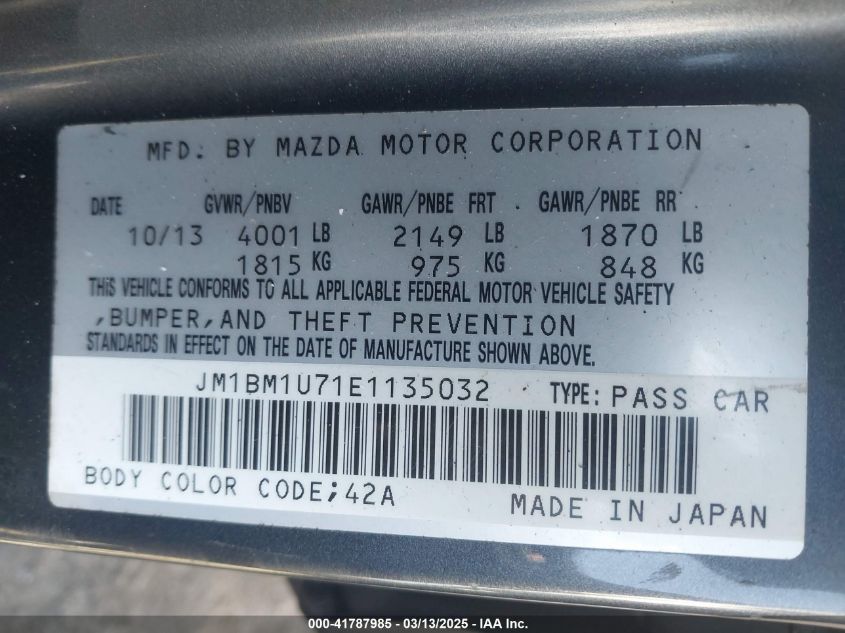 MFD. BY MAZDA MOTOR CORPORATION
DATE GVWR/PNBV GAWR/PNBE FRT GAWR/PNBE RR
10/13 4001 LB 2149 LB 1870 LB
1815 KG 975 KG 848 KG
THIS VEHICLE CONFORMS TO ALL APPLICABLE FEDERAL MOTOR VEHICLE SAFETY
,BUMPER,AND THEFT PREVENTION
STANDARDS IN EFFECT ON THE DATE OF MANUFACTURE SHOWN ABOVE.
JM1BM1U71E1135032 TYPE: PASS CAR
BODY COLOR CODE;42A
MADE IN JAPAN
000-41787985 - 03/13/2025 - IAA Inc.